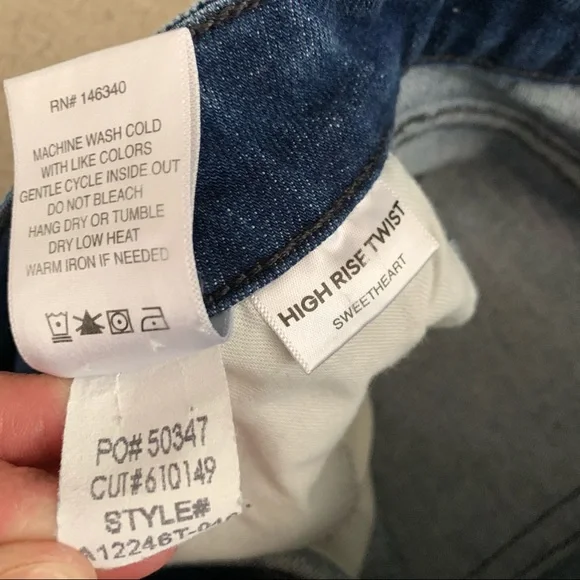 RN# 146340
MACHINE WASH COLD
WITH LIKE COLORS
GENTLE CYCLE INSIDE OUT
DO NOT BLEACH
HANG DRY OR TUMBLE
DRY LOW HEAT
WARM IRON IF NEEDED
HIGH RISE TWIST
SWEETHEART
PO# 50347
CUT#610149
STYLE#